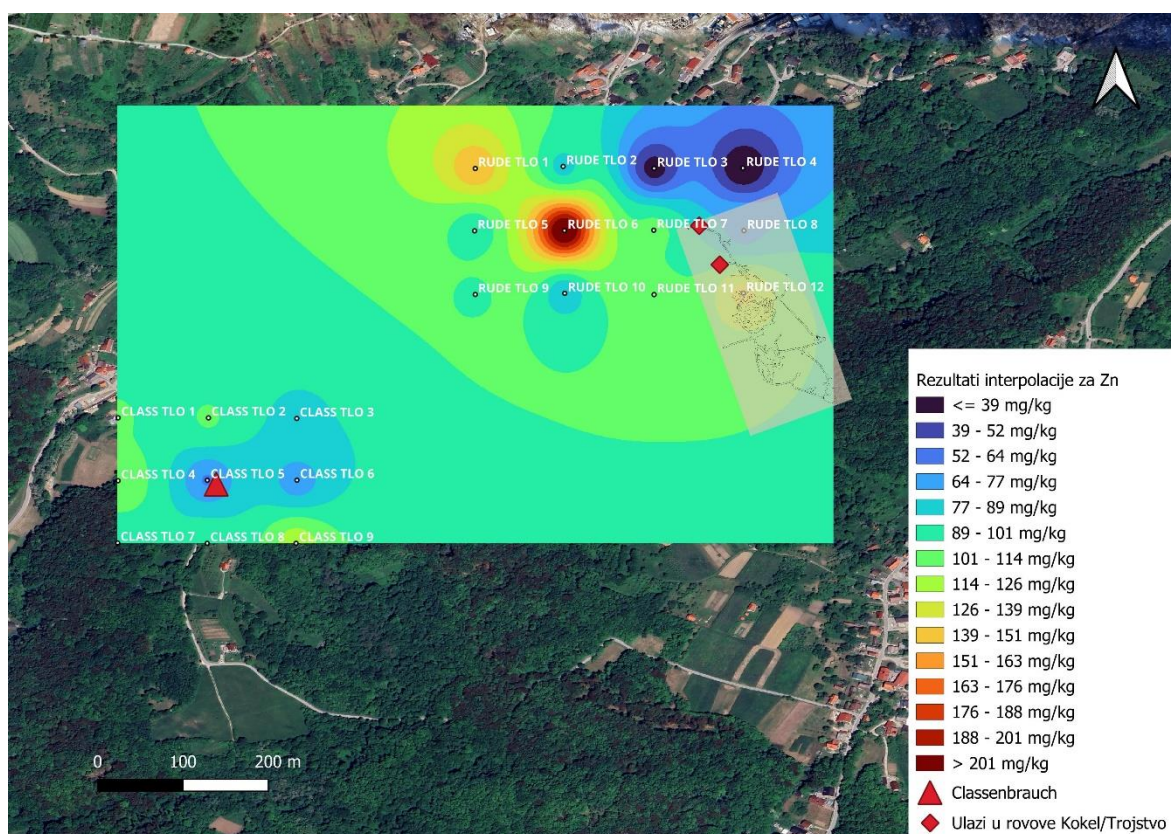 RUDE TLO 1
RUDE TLO 2
RUDE TLO 3
RUDE TLO 4
RUDE TLO 5
RUDE TLO 6
RUDE TLO 7
RUDE TLO 8
RUDE TLO 9
RUDE TLO 10
RUDE TLO 11
RUDE TLO 12
CLASS TLO 1
CLASS TLO 2
CLASS TLO 3
CLASS TLO 4
CLASS TLO 5
CLASS TLO 6
CLASS TLO 7
CLASS TLO 8
CLASS TLO 9
0 100 200 m
Rezultati interpolacije za Zn
<= 39 mg/kg
39 - 52 mg/kg
52 - 64 mg/kg
64 - 77 mg/kg
77 - 89 mg/kg
89 - 101 mg/kg
101 - 114 mg/kg
114 - 126 mg/kg
126 - 139 mg/kg
139 - 151 mg/kg
151 - 163 mg/kg
163 - 176 mg/kg
176 - 188 mg/kg
188 - 201 mg/kg
> 201 mg/kg
Classenbrauch
Ulazi u rovove Kokel/Trojstvo